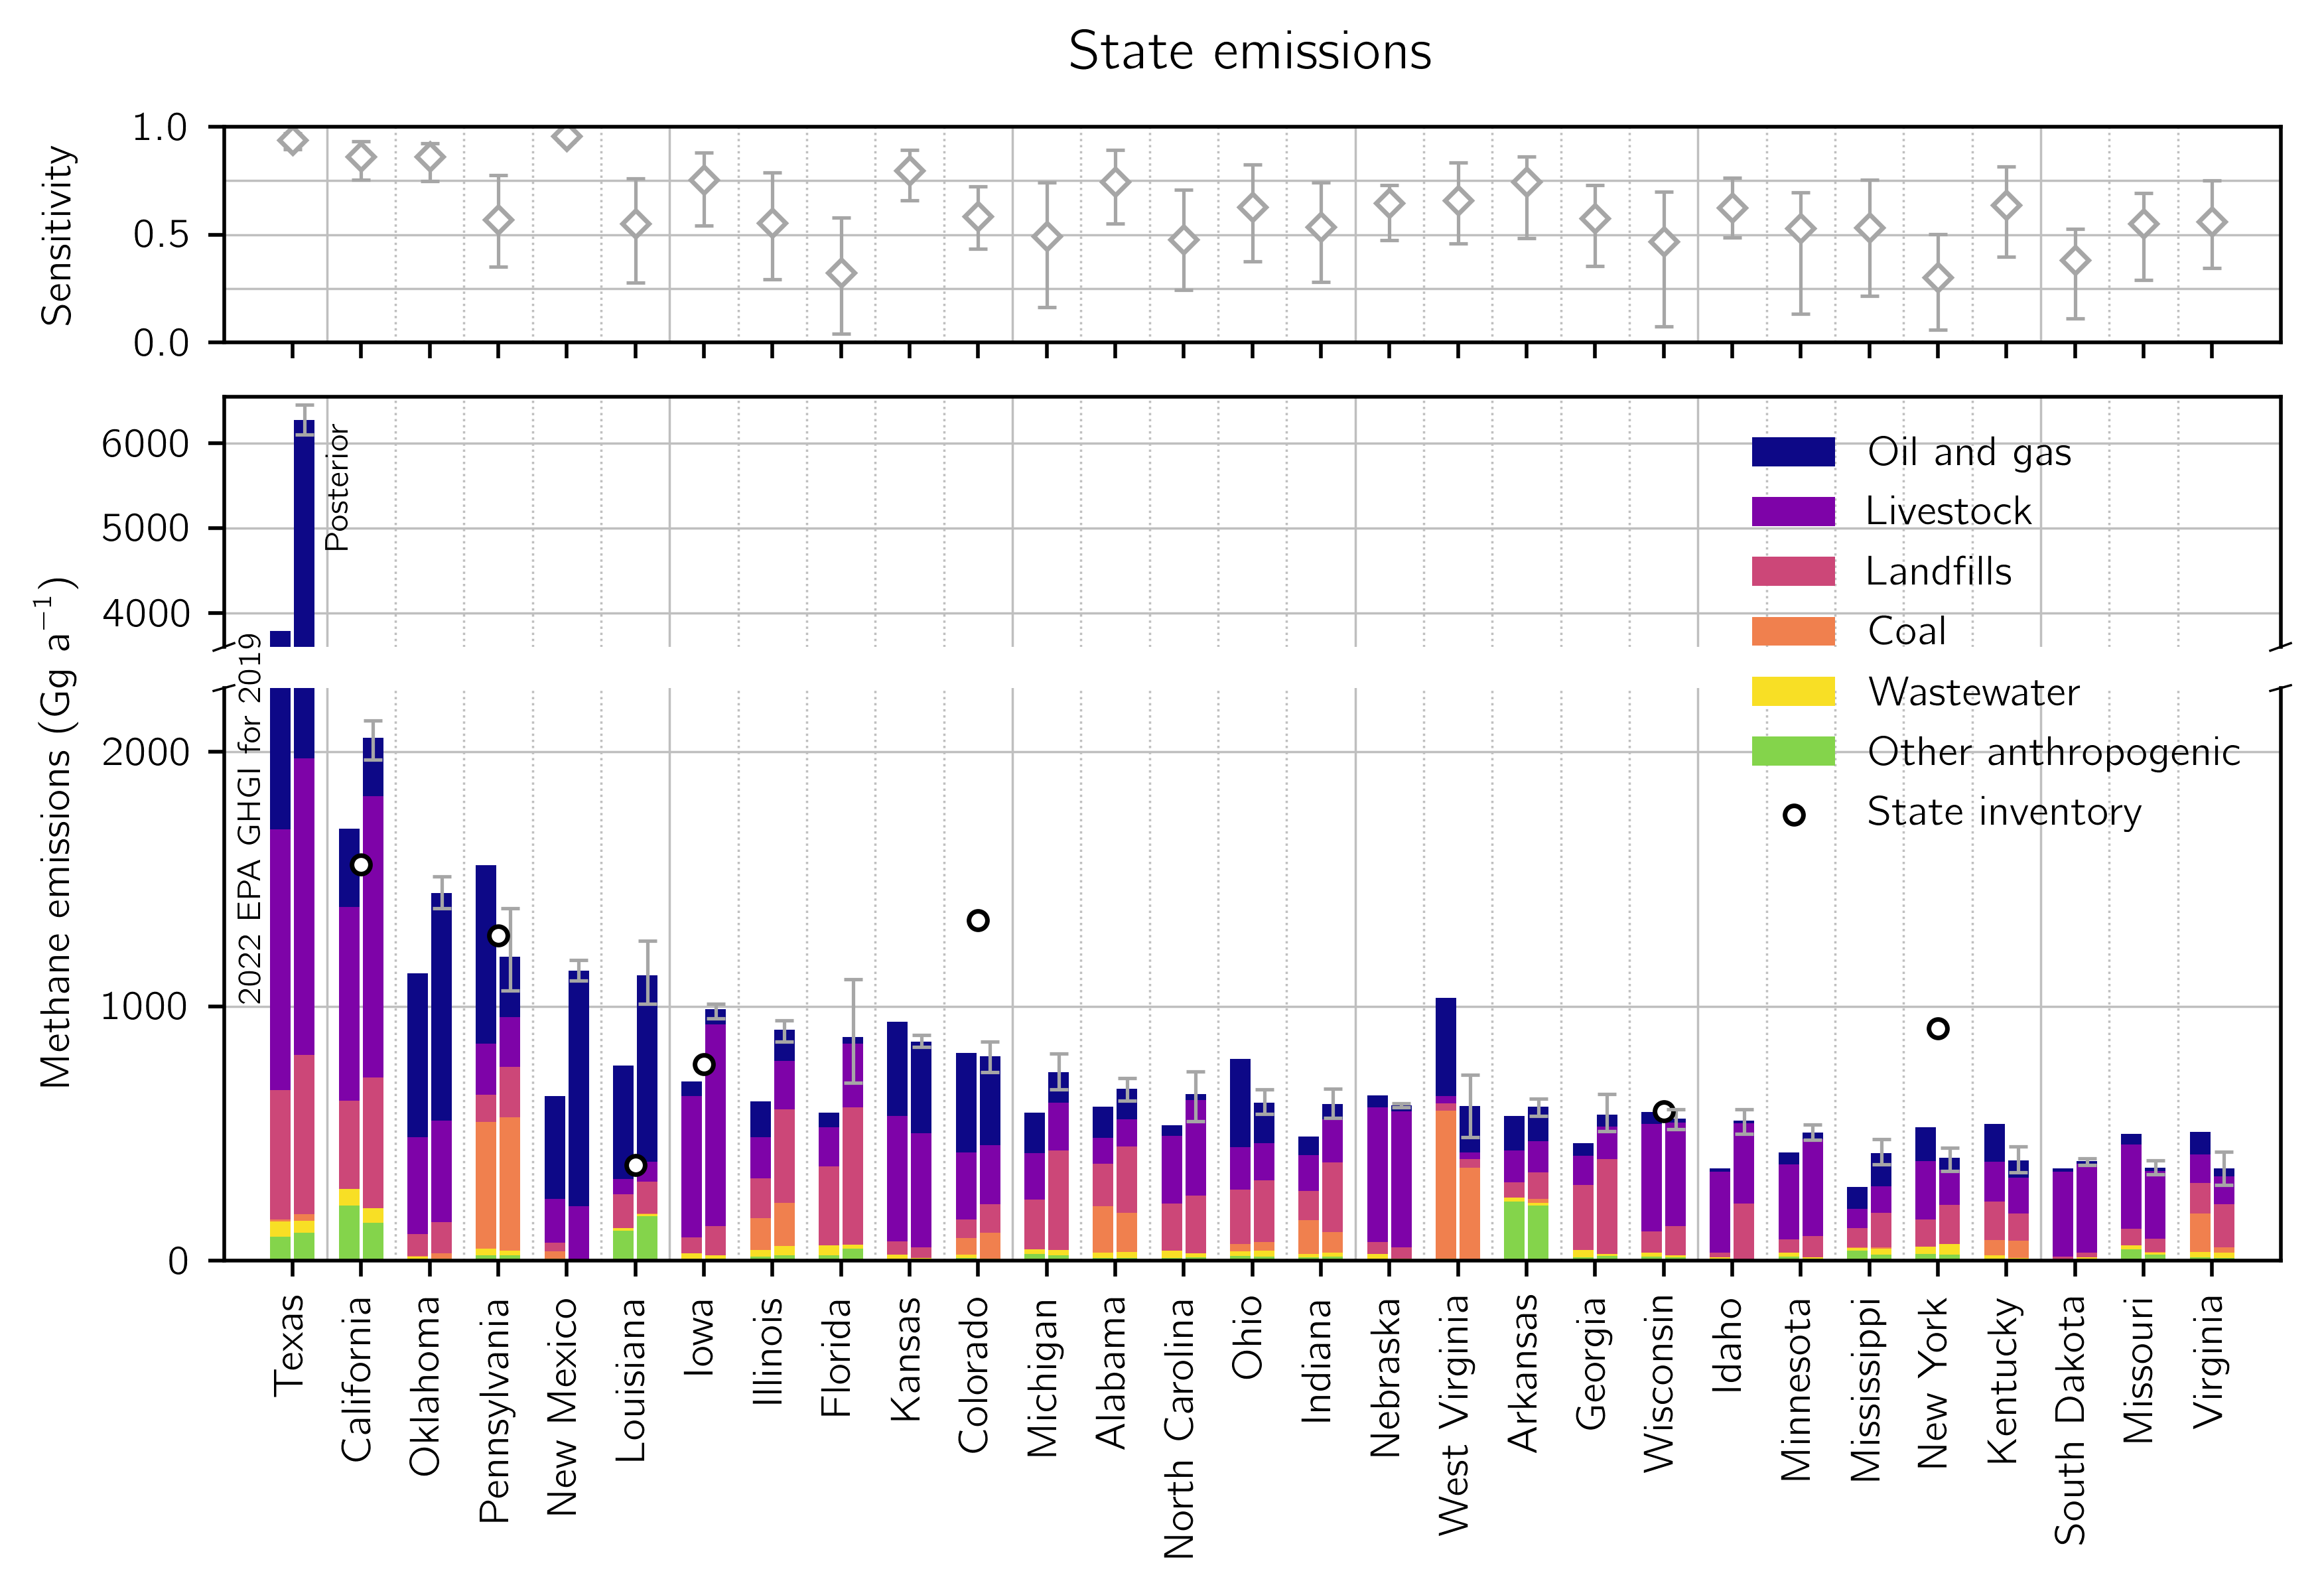 State emissions
Sensitivity
1.0
0.5
0.0
Methane emissions (Gg a⁻¹)
6000
5000
4000
2000
1000
0
2022 EPA GHGI for 2019
Posterior
Oil and gas
Livestock
Landfills
Coal
Wastewater
Other anthropogenic
State inventory
Texas
California
Oklahoma
Pennsylvania
New Mexico
Louisiana
Iowa
Illinois
Florida
Kansas
Colorado
Michigan
Alabama
North Carolina
Ohio
Indiana
Nebraska
West Virginia
Arkansas
Georgia
Wisconsin
Idaho
Minnesota
Mississippi
New York
Kentucky
South Dakota
Missouri
Virginia